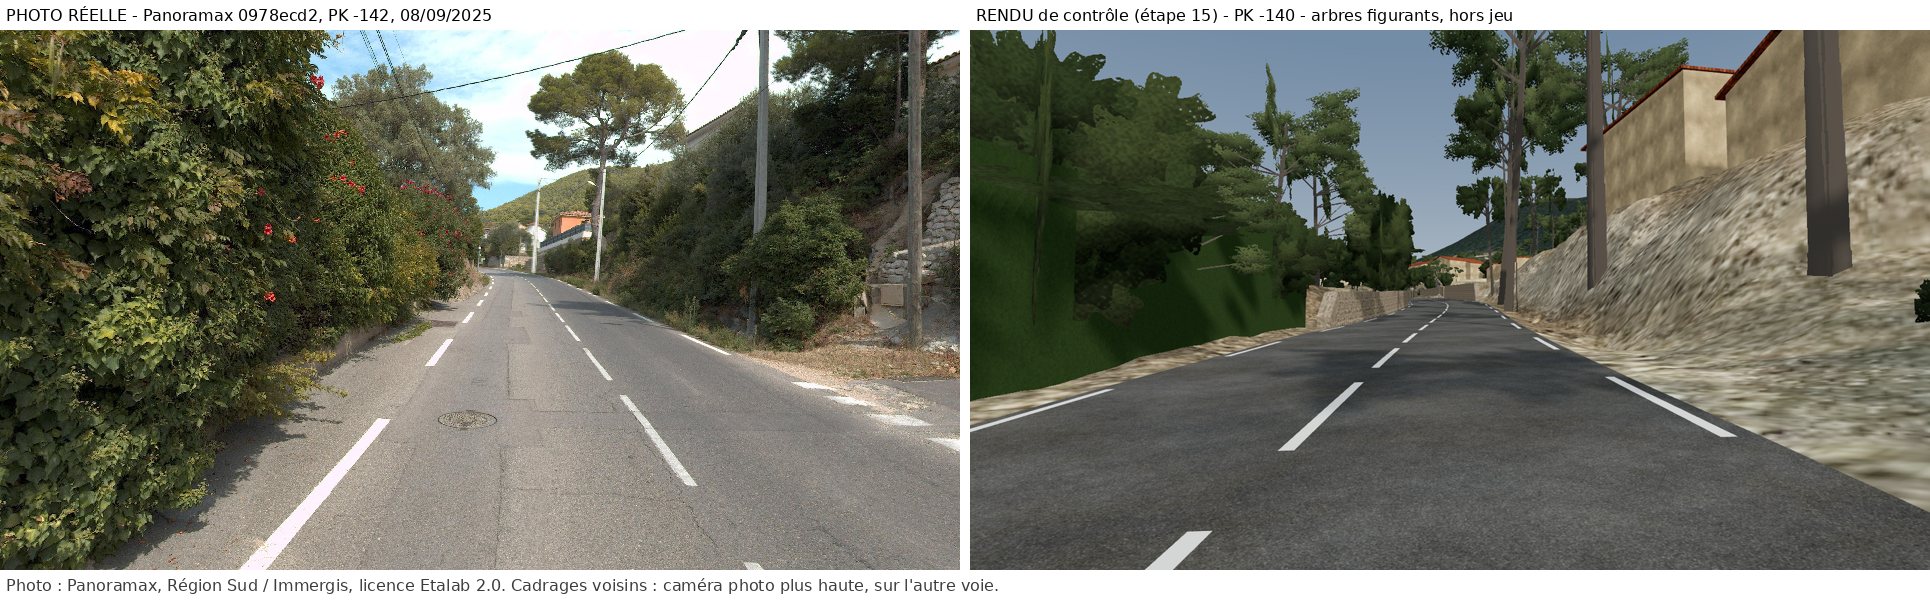 PHOTO RÉELLE - Panoramax 0978ecd2, PK -142, 08/09/2025
RENDU de contrôle (étape 15) - PK -140 - arbres figurants, hors jeu
Photo : Panoramax, Région Sud / Immergis, licence Etalab 2.0. Cadrages voisins : caméra photo plus haute, sur l'autre voie.